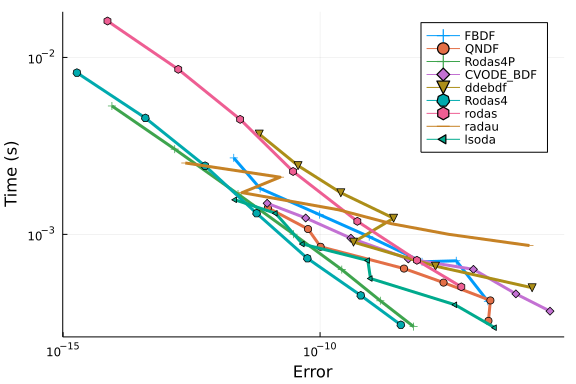 FBDF
QNDF
Rodas4P
CVODE_BDF
ddebdf
Rodas4
rodas
radau
lsoda
Time (s)
10⁻²
10⁻³
10⁻¹⁵
10⁻¹⁰
Error